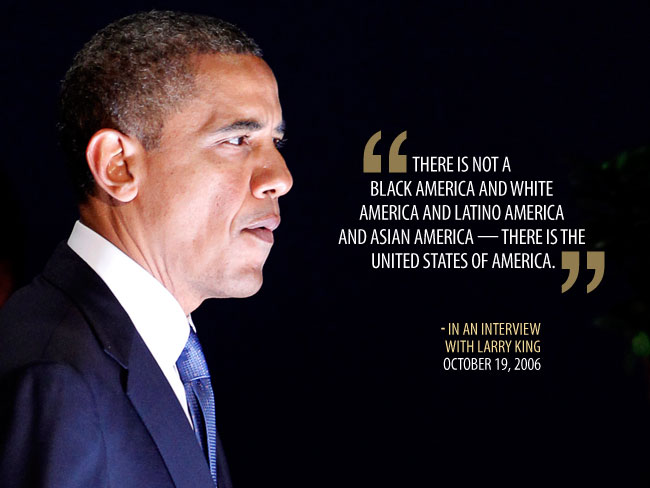 “ THERE IS NOT A
BLACK AMERICA AND WHITE
AMERICA AND LATINO AMERICA
AND ASIAN AMERICA — THERE IS THE
UNITED STATES OF AMERICA. ”
- IN AN INTERVIEW
WITH LARRY KING
OCTOBER 19, 2006